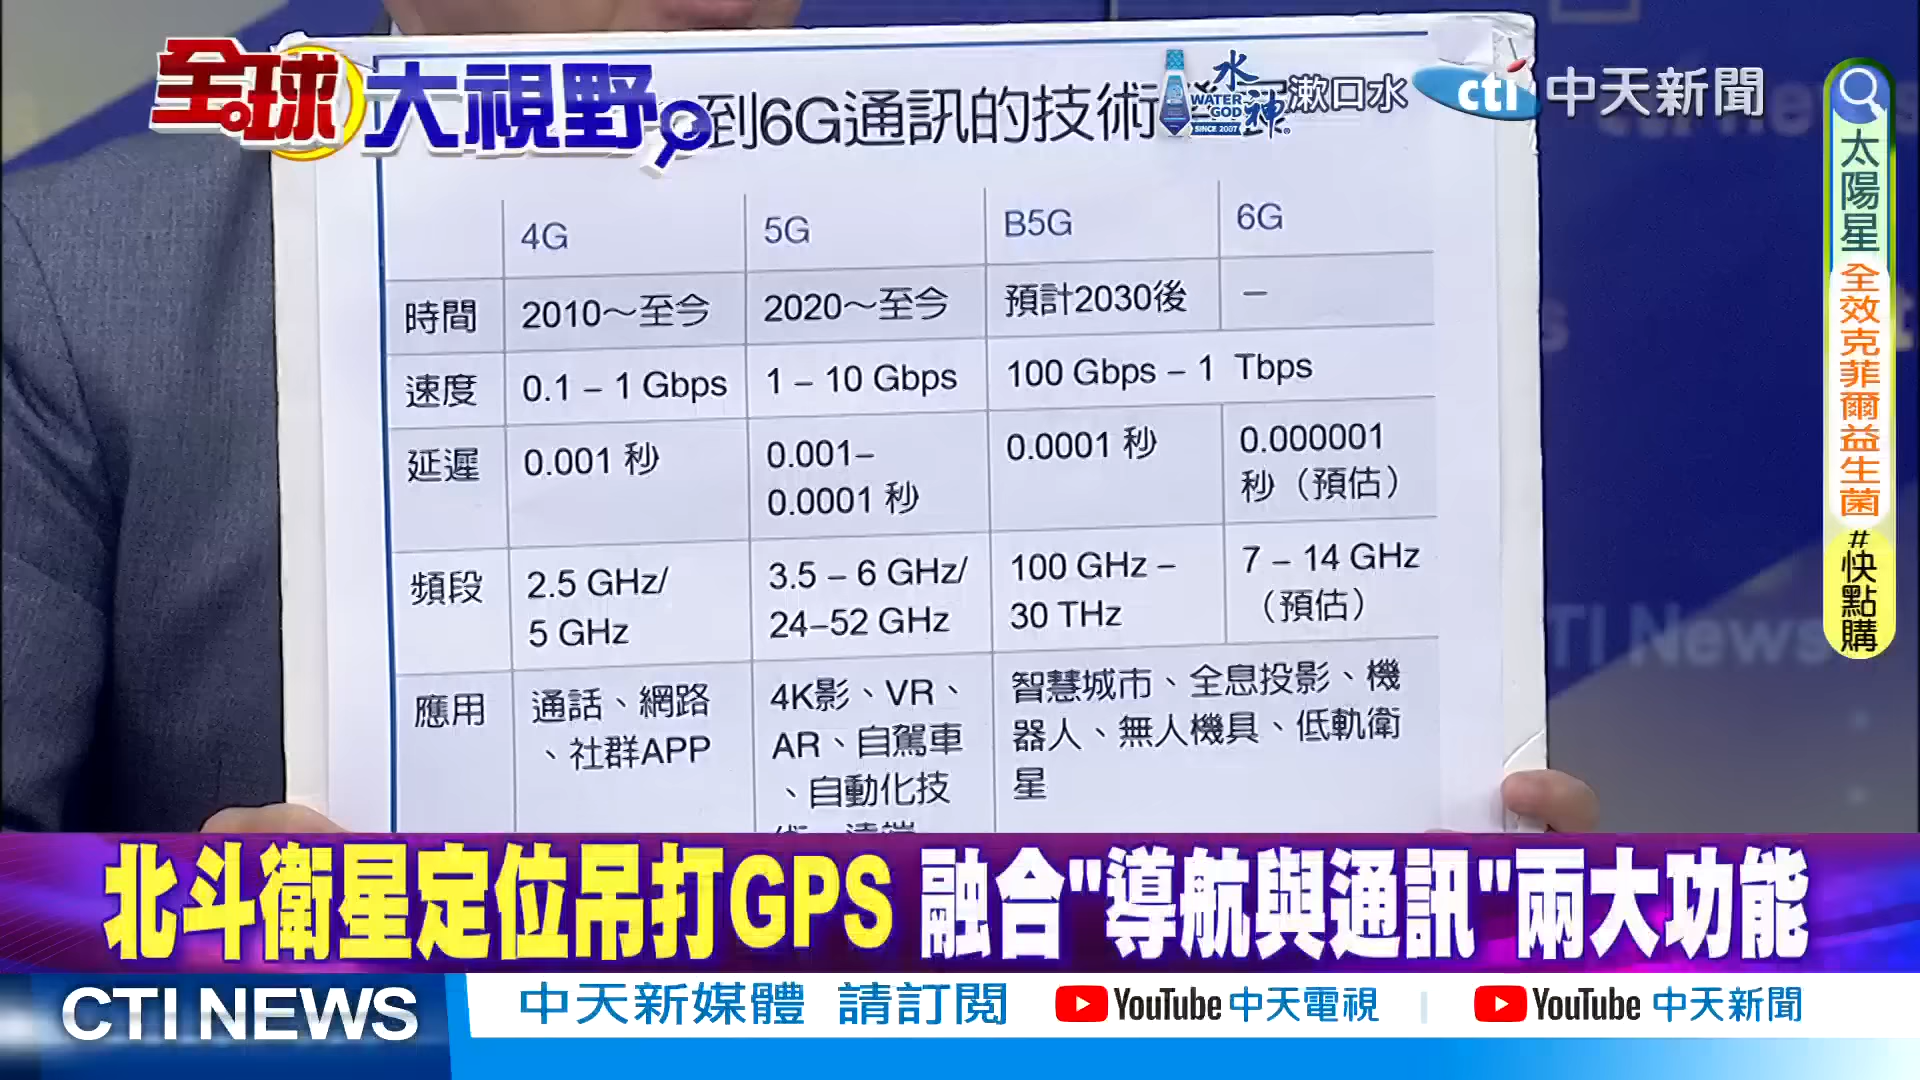 全球大視野
到6G通訊的技術
水神
WATER
GOD
SINCE 2007
漱口水
cti 中天新聞
4G 5G B5G 6G
時間 2010～至今 2020～至今 預計2030後 －
速度 0.1 – 1 Gbps 1 – 10 Gbps 100 Gbps – 1 Tbps
延遲 0.001 秒 0.001–
0.0001 秒 0.0001 秒 0.000001
秒（預估）
頻段 2.5 GHz/
5 GHz 3.5 – 6 GHz/
24–52 GHz 100 GHz –
30 THz 7 – 14 GHz
（預估）
應用 通話、網路
、社群APP 4K影、VR、
AR、自駕車
、自動化技 智慧城市、全息投影、機
器人、無人機具、低軌衛
星
太陽星
全效克菲爾益生菌
#快點購
CTI News
北斗衛星定位吊打GPS 融合"導航與通訊"兩大功能
CTI NEWS
中天新媒體 請訂閱 YouTube 中天電視 | YouTube 中天新聞